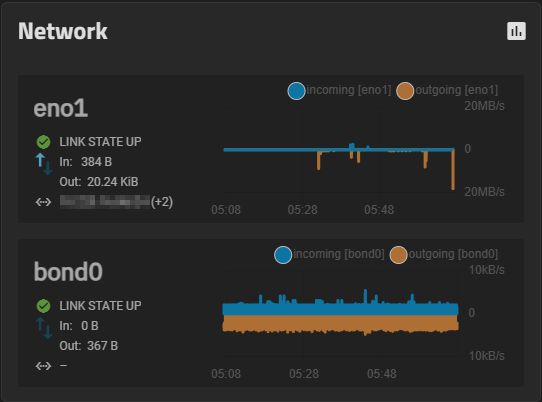 Network
eno1
incoming [eno1] outgoing [eno1]
20MB/s
LINK STATE UP
In: 384 B
0
Out: 20.24 KiB
20MB/s
(+2)
05:08 05:28 05:48
bond0
incoming [bond0] outgoing [bond0]
10kB/s
LINK STATE UP
In: 0 B
0
Out: 367 B
10kB/s
–
05:08 05:28 05:48